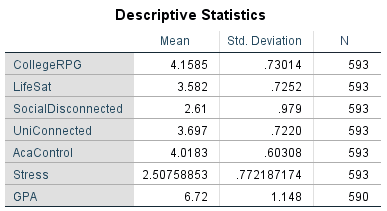 Descriptive Statistics
Mean Std. Deviation N
CollegeRPG 4.1585 .73014 593
LifeSat 3.582 .7252 593
SocialDisconnected 2.61 .979 593
UniConnected 3.697 .7220 593
AcaControl 4.0183 .60308 593
Stress 2.50758853 .772187174 593
GPA 6.72 1.148 590